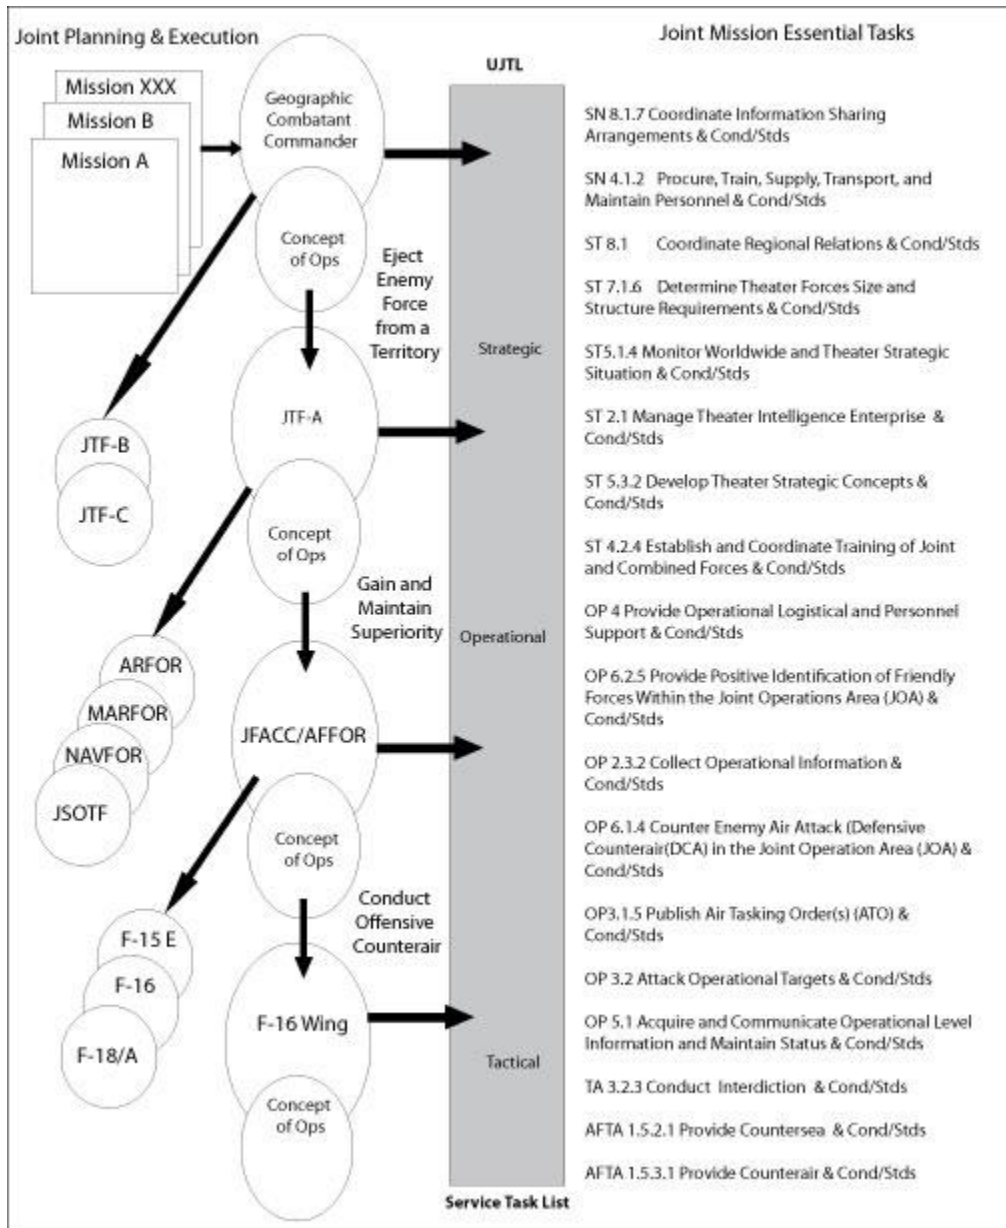 Joint Planning & Execution
Mission XXX
Mission B
Mission A
Geographic
Combatant
Commander
Concept
of Ops
Eject
Enemy
Force
from a
Territory
JTF-A
JTF-B
JTF-C
Concept
of Ops
Gain and
Maintain
Superiority
ARFOR
MARFOR
NAVFOR
JSOTF
JFACC/AFFOR
Concept
of Ops
Conduct
Offensive
Counterair
F-15 E
F-16
F-18/A
F-16 Wing
Concept
of Ops
UJTL
Strategic
Operational
Tactical
Service Task List
Joint Mission Essential Tasks
SN 8.1.7 Coordinate Information Sharing
Arrangements & Cond/Stds
SN 4.1.2 Procure, Train, Supply, Transport, and
Maintain Personnel & Cond/Stds
ST 8.1 Coordinate Regional Relations & Cond/Stds
ST 7.1.6 Determine Theater Forces Size and
Structure Requirements & Cond/Stds
ST5.1.4 Monitor Worldwide and Theater Strategic
Situation & Cond/Stds
ST 2.1 Manage Theater Intelligence Enterprise &
Cond/Stds
ST 5.3.2 Develop Theater Strategic Concepts &
Cond/Stds
ST 4.2.4 Establish and Coordinate Training of Joint
and Combined Forces & Cond/Stds
OP 4 Provide Operational Logistical and Personnel
Support & Cond/Stds
OP 6.2.5 Provide Positive Identification of Friendly
Forces Within the Joint Operations Area (JOA) &
Cond/Stds
OP 2.3.2 Collect Operational Information &
Cond/Stds
OP 6.1.4 Counter Enemy Air Attack (Defensive
Counterair(DCA) in the Joint Operation Area (JOA) &
Cond/Stds
OP3.1.5 Publish Air Tasking Order(s) (ATO) &
Cond/Stds
OP 3.2 Attack Operational Targets & Cond/Stds
OP 5.1 Acquire and Communicate Operational Level
Information and Maintain Status & Cond/Stds
TA 3.2.3 Conduct Interdiction & Cond/Stds
AFTA 1.5.2.1 Provide Countersea & Cond/Stds
AFTA 1.5.3.1 Provide Counterair & Cond/Stds